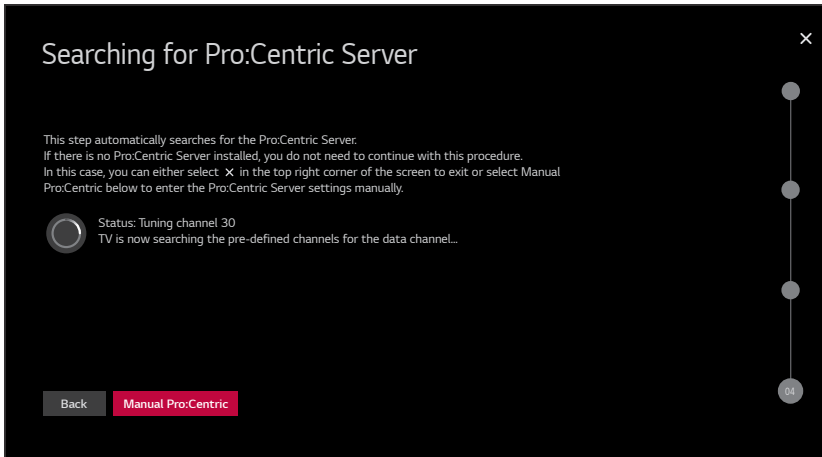 Searching for Pro:Centric Server
This step automatically searches for the Pro:Centric Server.
If there is no Pro:Centric Server installed, you do not need to continue with this procedure.
In this case, you can either select × in the top right corner of the screen to exit or select Manual
Pro:Centric below to enter the Pro:Centric Server settings manually.
Status: Tuning channel 30
TV is now searching the pre-defined channels for the data channel...
04
Back
Manual Pro:Centric